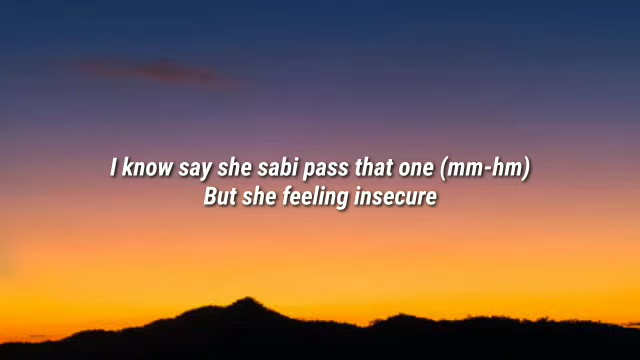 I know say she sabi pass that one (mm-hm)
But she feeling insecure